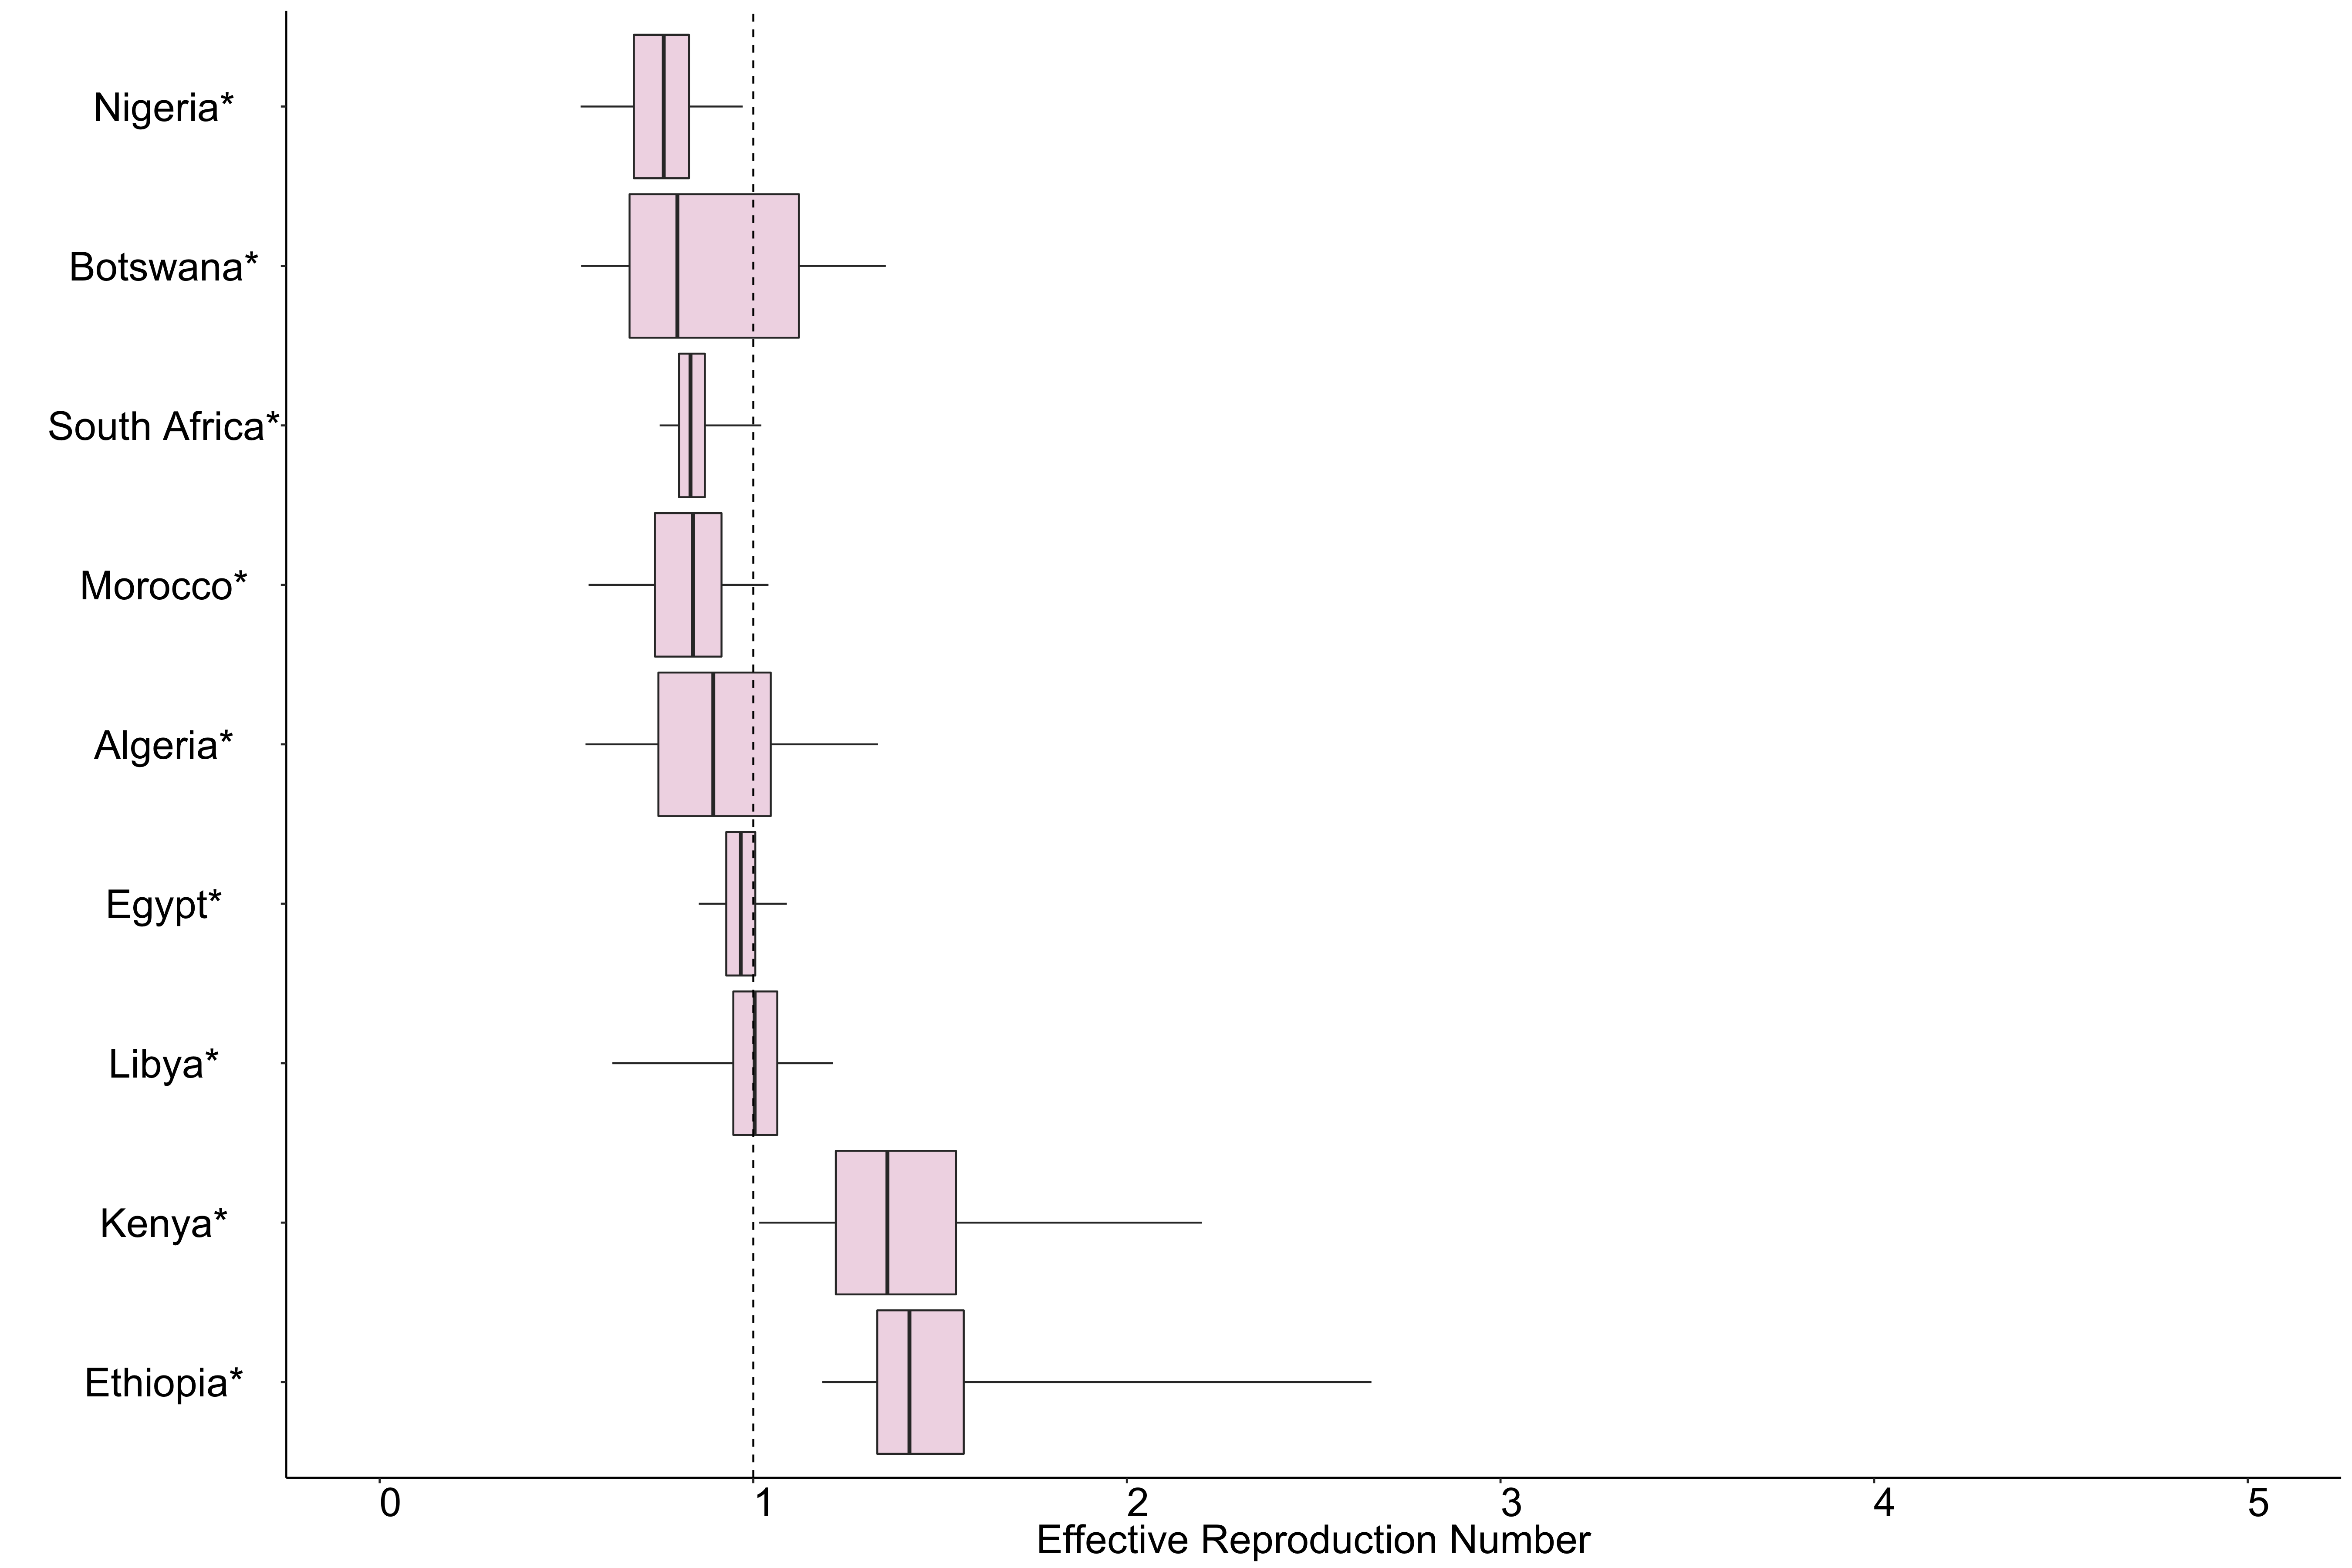 Nigeria*
Botswana*
South Africa*
Morocco*
Algeria*
Egypt*
Libya*
Kenya*
Ethiopia*
0 1 2 3 4 5
Effective Reproduction Number